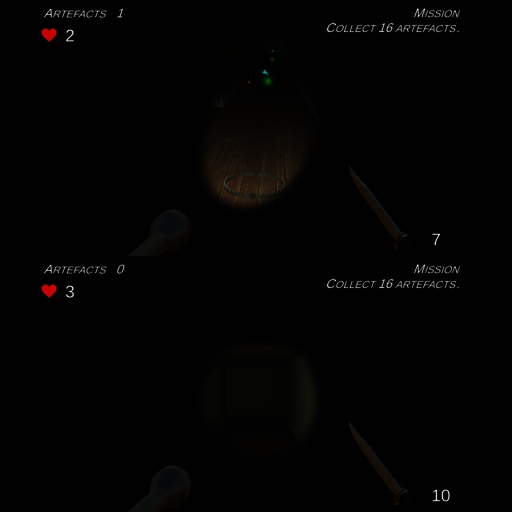 Artefacts 1
Mission
Collect 16 artefacts.
2
7
Artefacts 0
Mission
Collect 16 artefacts.
3
10